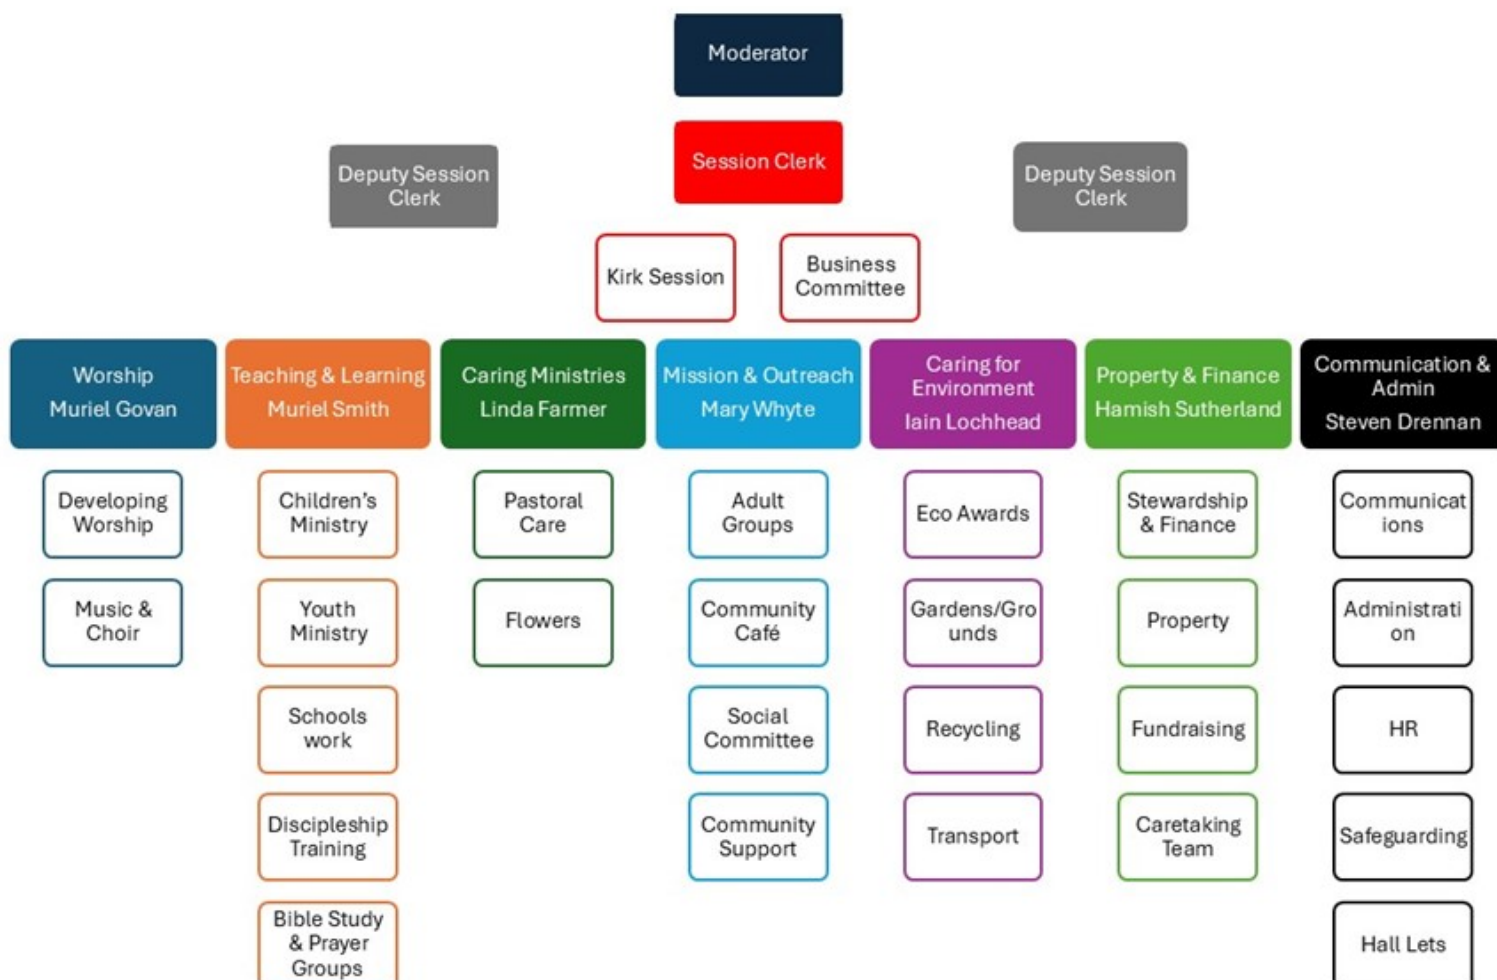 Moderator
Session Clerk
Deputy Session
Clerk
Deputy Session
Clerk
Kirk Session
Business
Committee
Worship
Muriel Govan
Teaching & Learning
Muriel Smith
Caring Ministries
Linda Farmer
Mission & Outreach
Mary Whyte
Caring for
Environment
Iain Lochhead
Property & Finance
Hamish Sutherland
Communication &
Admin
Steven Drennan
Developing
Worship
Music &
Choir
Children's
Ministry
Youth
Ministry
Schools
work
Discipleship
Training
Bible Study
& Prayer
Groups
Pastoral
Care
Flowers
Adult
Groups
Community
Café
Social
Committee
Community
Support
Eco Awards
Gardens/Gro
unds
Recycling
Transport
Stewardship
& Finance
Property
Fundraising
Caretaking
Team
Communicat
ions
Administrati
on
HR
Safeguarding
Hall Lets